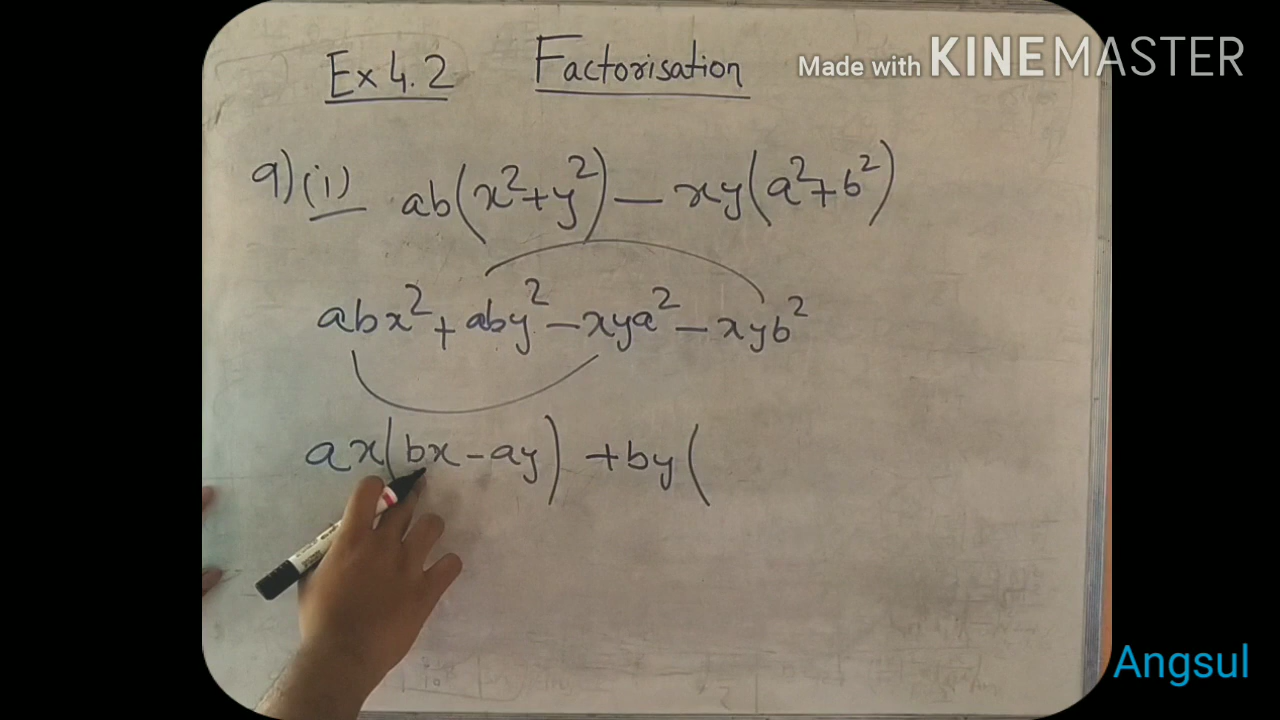 Ex 4.2 Factorisation
Made with KINEMASTER
9)(i) ab(x²+y²) — xy(a²+b²)
abx²+aby²-xya²-xyb²
ax(bx-ay) +by(
Angsul